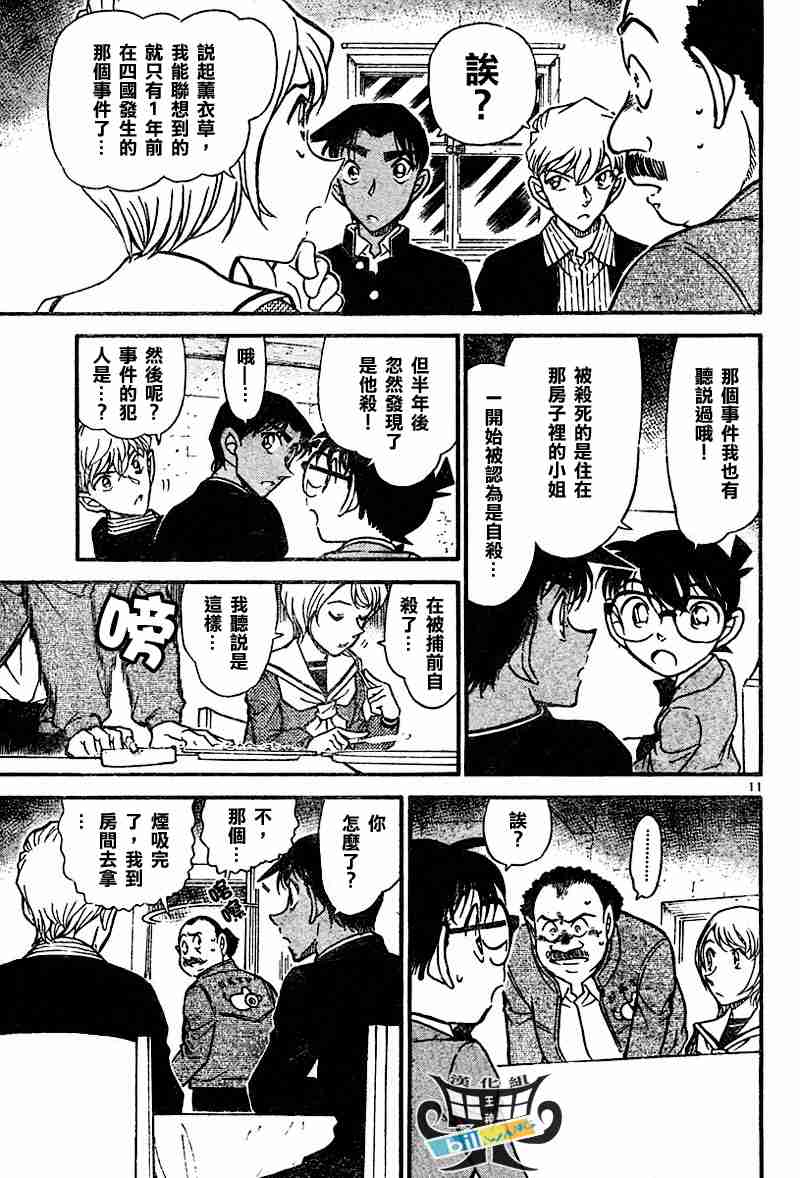 誒？
說起薰衣草，
我能聯想到的
就只有1年前
在四國發生的
那個事件了…
那個事件我也有
聽說過哦！
被殺死的是住在
那房子裡的小姐
一開始被認為是自殺…
但半年後
忽然發現了
是他殺！
哦——…
然後呢？
事件的犯
人是…？
在被捕前自
殺了…
我聽說是
這樣…
嗙
11
………
誒？
你
怎麼了？
不，
那個…
煙吸完
了，我到
房間去拿
漢化組